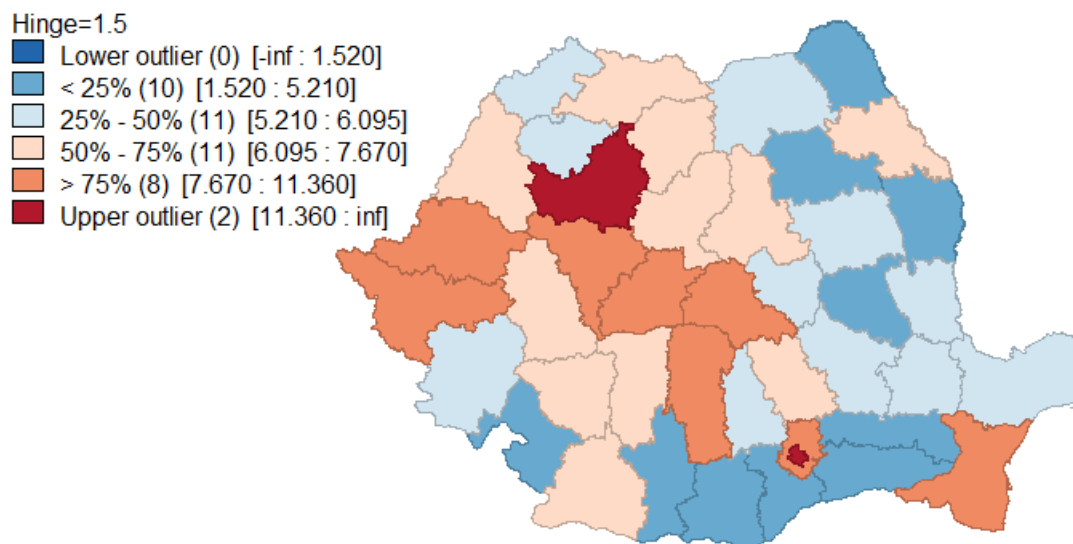 Hinge=1.5
Lower outlier (0) [-inf : 1.520]
< 25% (10) [1.520 : 5.210]
25% - 50% (11) [5.210 : 6.095]
50% - 75% (11) [6.095 : 7.670]
> 75% (8) [7.670 : 11.360]
Upper outlier (2) [11.360 : inf]